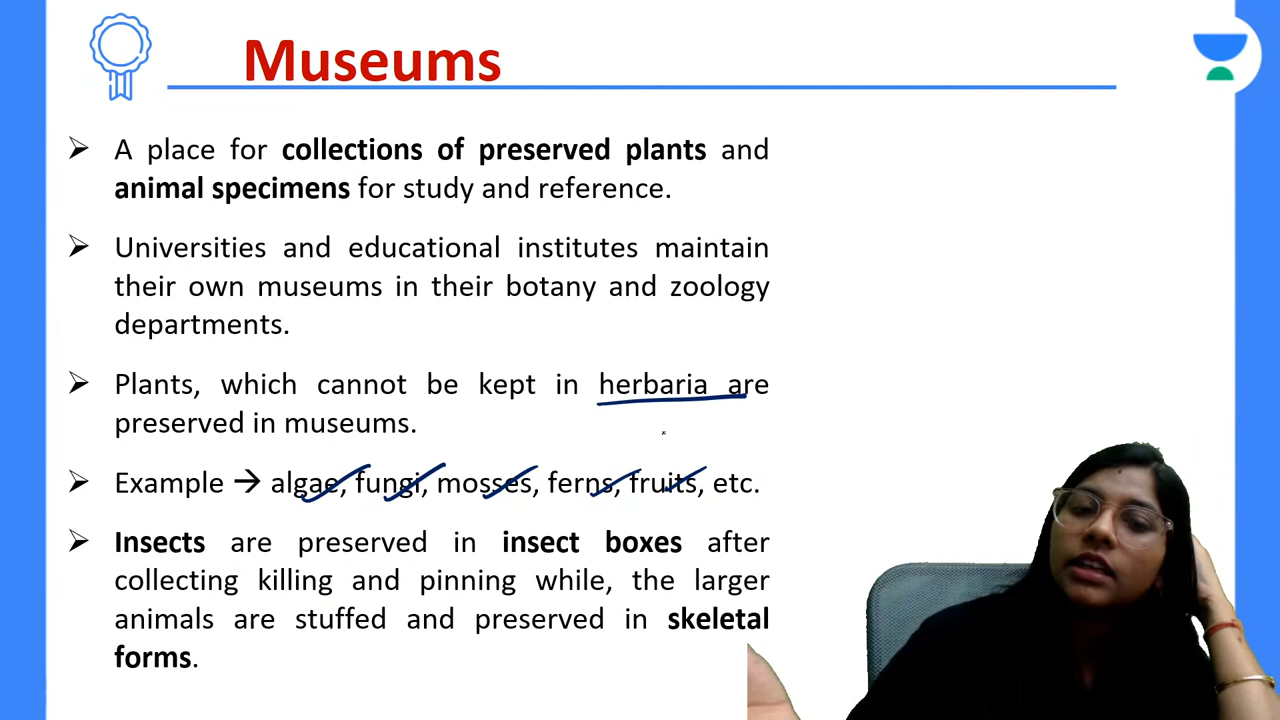 Museums
➢ A place for collections of preserved plants and
animal specimens for study and reference.
➢ Universities and educational institutes maintain
their own museums in their botany and zoology
departments.
➢ Plants, which cannot be kept in herbaria are
preserved in museums.
➢ Example → algae, fungi, mosses, ferns, fruits, etc.
➢ Insects are preserved in insect boxes after
collecting killing and pinning while, the larger
animals are stuffed and preserved in skeletal
forms.